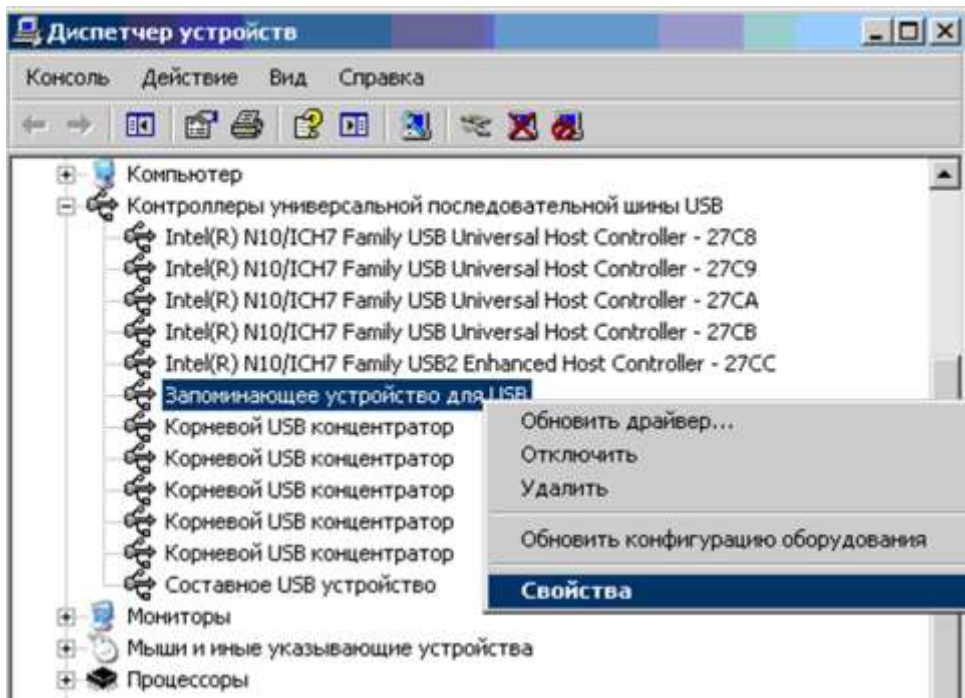 Диспетчер устройств
Консоль Действие Вид Справка
Компьютер
Контроллеры универсальной последовательной шины USB
Intel(R) N10/ICH7 Family USB Universal Host Controller - 27C8
Intel(R) N10/ICH7 Family USB Universal Host Controller - 27C9
Intel(R) N10/ICH7 Family USB Universal Host Controller - 27CA
Intel(R) N10/ICH7 Family USB Universal Host Controller - 27CB
Intel(R) N10/ICH7 Family USB2 Enhanced Host Controller - 27CC
Запоминающее устройство для USB
Корневой USB концентратор
Корневой USB концентратор
Корневой USB концентратор
Корневой USB концентратор
Корневой USB концентратор
Составное USB устройство
Мониторы
Мыши и иные указывающие устройства
Процессоры
Обновить драйвер...
Отключить
Удалить
Обновить конфигурацию оборудования
Свойства